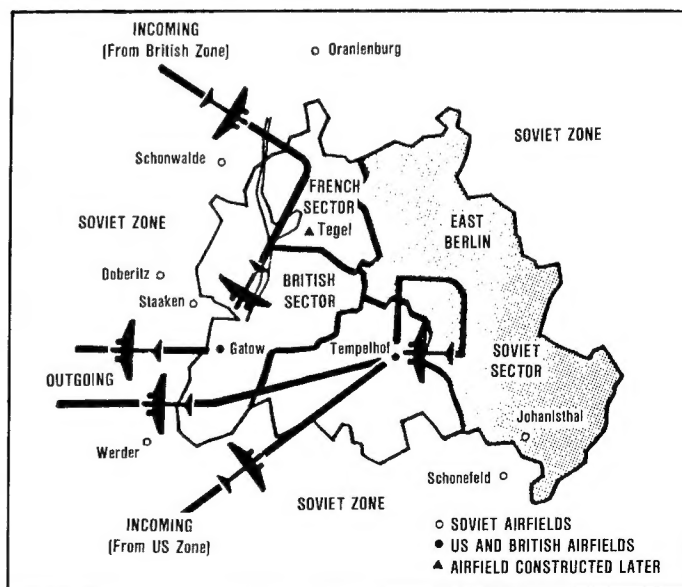 INCOMING
(From British Zone)
Oranienburg
SOVIET ZONE
Schonwalde
FRENCH
SECTOR
SOVIET ZONE
Tegel
EAST
BERLIN
Doberitz
BRITISH
SECTOR
Staaken
Gatow
Tempelhof
SOVIET
SECTOR
OUTGOING
Johanisthal
Werder
Schonefeld
SOVIET ZONE
INCOMING
(From US Zone)
SOVIET AIRFIELDS
US AND BRITISH AIRFIELDS
AIRFIELD CONSTRUCTED LATER